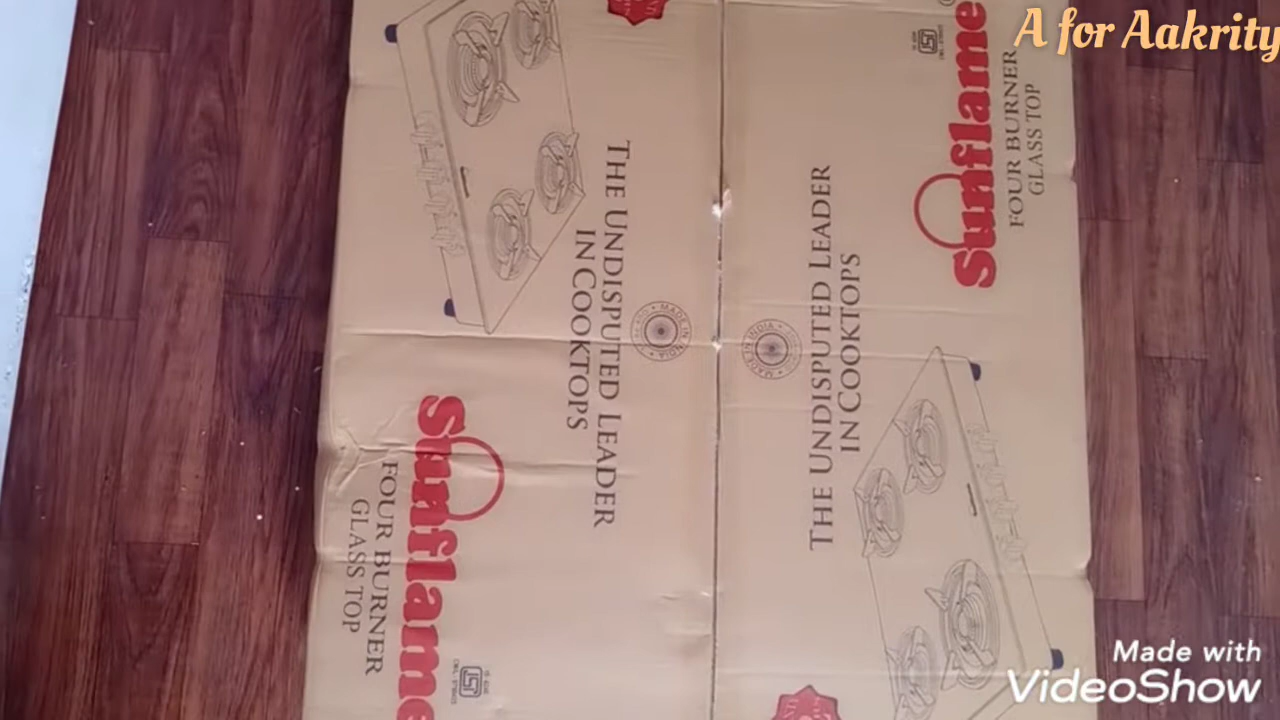 A for Aakrity
Sunflame
FOUR BURNER
GLASS TOP
THE UNDISPUTED LEADER
IN COOKTOPS
MADE IN INDIA
THE UNDISPUTED LEADER
IN COOKTOPS
MADE IN INDIA
Sunflame
FOUR BURNER
GLASS TOP
Made with
VideoShow